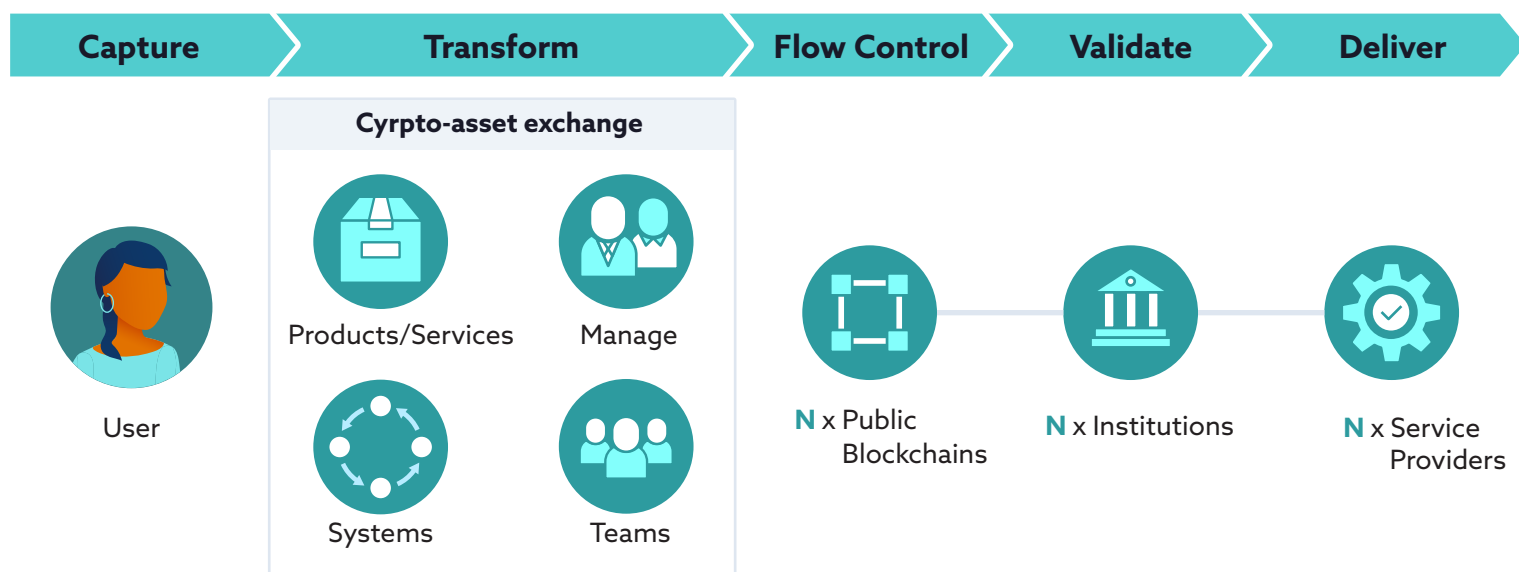 Capture
Transform
Flow Control
Validate
Deliver
Cyrpto-asset exchange
Products/Services
Manage
User
Systems
Teams
N x Public
Blockchains
N x Institutions
N x Service
Providers